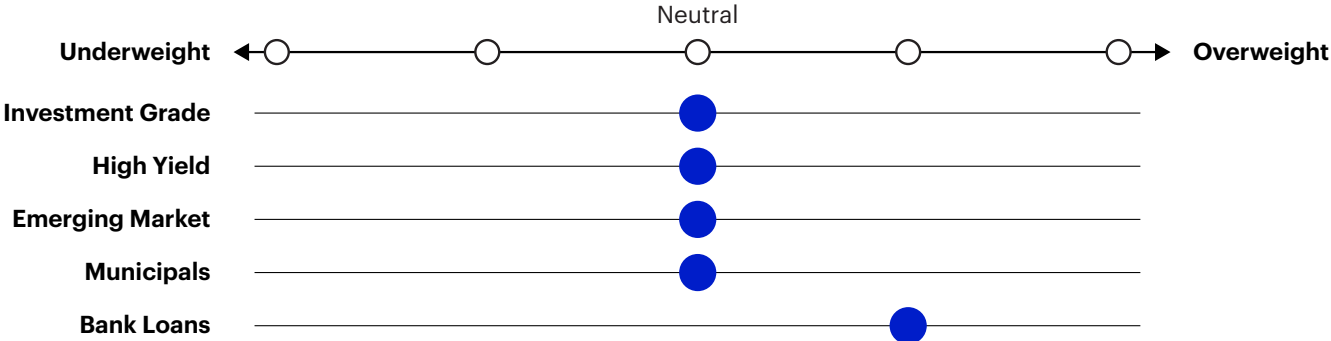 Neutral
Underweight Overweight
Investment Grade
High Yield
Emerging Market
Municipals
Bank Loans